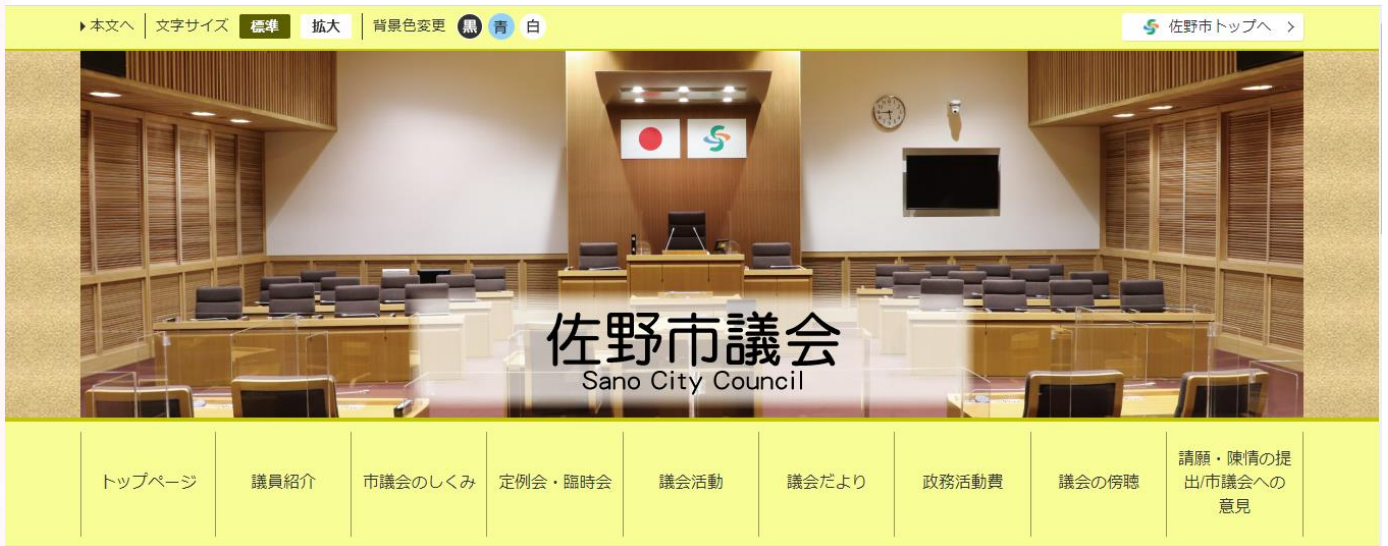 本文へ 文字サイズ 標準 拡大 背景色変更 黒 青 白 佐野市トップへ
佐野市議会
Sano City Council
トップページ 議員紹介 市議会のしくみ 定例会・臨時会 議会活動 議会だより 政務活動費 議会の傍聴 請願・陳情の提
出/市議会への
意見